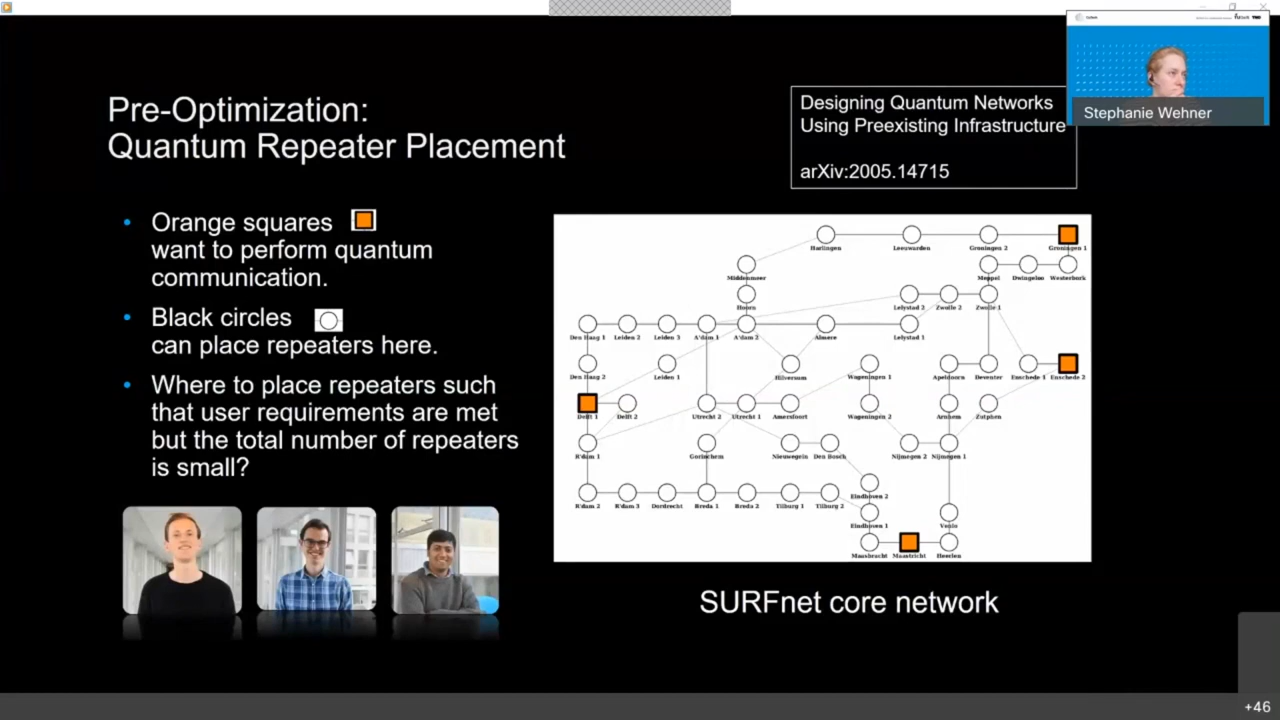 Stephanie Wehner
Pre-Optimization:
Quantum Repeater Placement
Designing Quantum Networks
Using Preexisting Infrastructure
arXiv:2005.14715
Orange squares
want to perform quantum
communication.
Black circles
can place repeaters here.
Where to place repeaters such
that user requirements are met
but the total number of repeaters
is small?
Harlingen Leeuwarden Groningen 2 Groningen 1
Middenmeer Meppel Dwingeloo Westerbork
Hoorn Lelystad 2 Zwolle 2 Zwolle 1
Den Haag 1 Leiden 2 Leiden 3 A'dam 1 A'dam 2 Almere Lelystad 1
Den Haag 2 Leiden 1 Hilversum Wageningen 1 Apeldoorn Deventer Enschede 1 Enschede 2
Delft 1 Delft 2 Utrecht 2 Utrecht 1 Amersfoort Wageningen 2 Arnhem Zutphen
R'dam 1 Gorinchem Nieuwegein Den Bosch Nijmegen 2 Nijmegen 1
Eindhoven 2
R'dam 2 R'dam 3 Dordrecht Breda 1 Breda 2 Tilburg 1 Tilburg 2
Eindhoven 1 Venlo
Maasbracht Maastricht Heerlen
SURFnet core network
+46